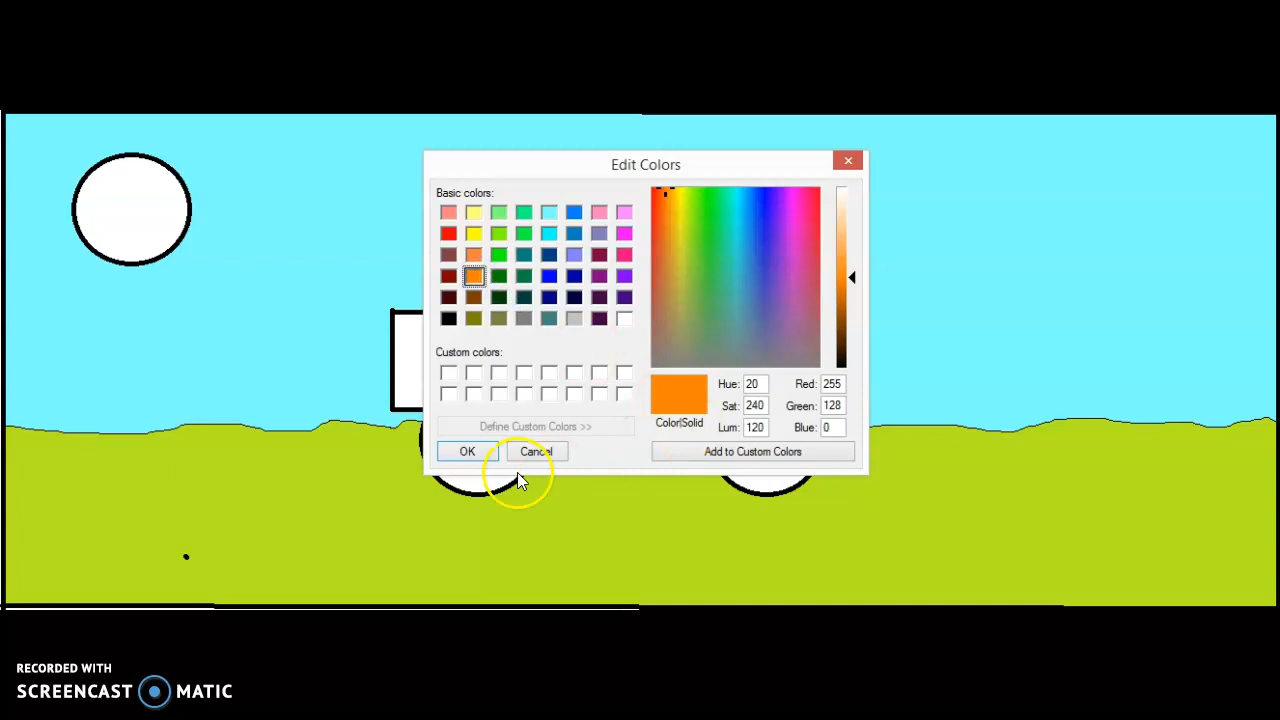 Edit Colors
Basic colors:
Custom colors:
Define Custom Colors >>
OK Cancel
Hue: 20 Red: 255
Sat: 240 Green: 128
Color|Solid Lum: 120 Blue: 0
Add to Custom Colors
RECORDED WITH
SCREENCAST MATIC